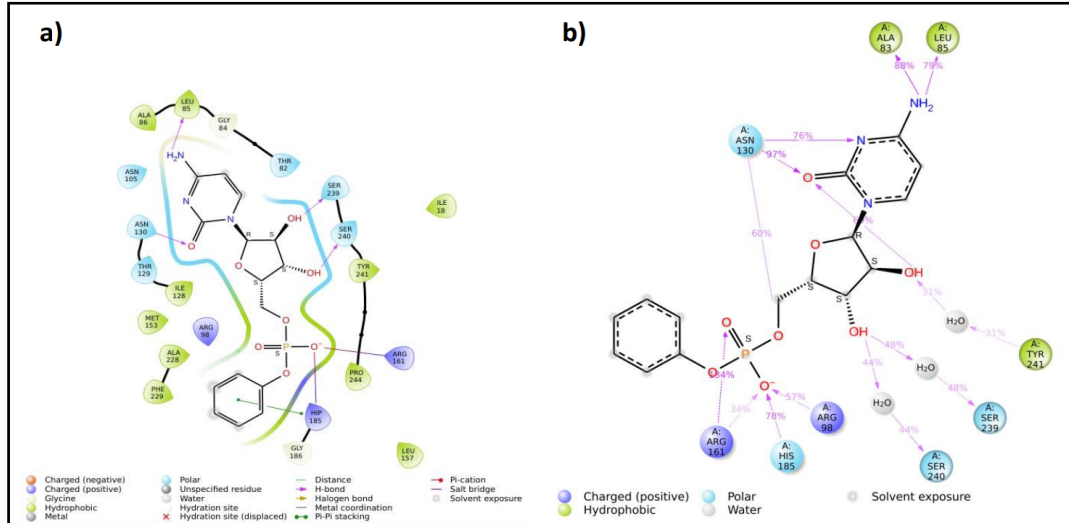 a)
LEU
85
ALA
86
GLY
84
THR
82
H₂N
ASN
105
N
N
O
ASN
130
THR
129
ILE
128
MET
153
ARG
98
ALA
228
PHE
229
R
S
S
S
O
OH
OH
SER
239
SER
240
ILE
18
TYR
241
O
O
P
O⁻
S
O
ARG
161
PRO
244
HIP
185
GLY
186
LEU
157
Charged (negative)
Charged (positive)
Glycine
Hydrophobic
Metal
Polar
Unspecified residue
Water
Hydration site
Hydration site (displaced)
Distance
H-bond
Halogen bond
Metal coordination
Pi-Pi stacking
Pi-cation
Salt bridge
Solvent exposure
b)
A:
ALA
83
A:
LEU
85
88%
79%
NH₂
A:
ASN
130
76%
97%
N
O
N
60%
R
O
S
S
S
OH
31%
H₂O
31%
A:
TYR
241
OH
48%
H₂O
48%
A:
SER
239
44%
H₂O
44%
A:
SER
240
O
S
P
O
O
O⁻
134%
34%
57%
78%
A:
ARG
161
A:
HIS
185
A:
ARG
98
Charged (positive)
Hydrophobic
Polar
Water
Solvent exposure